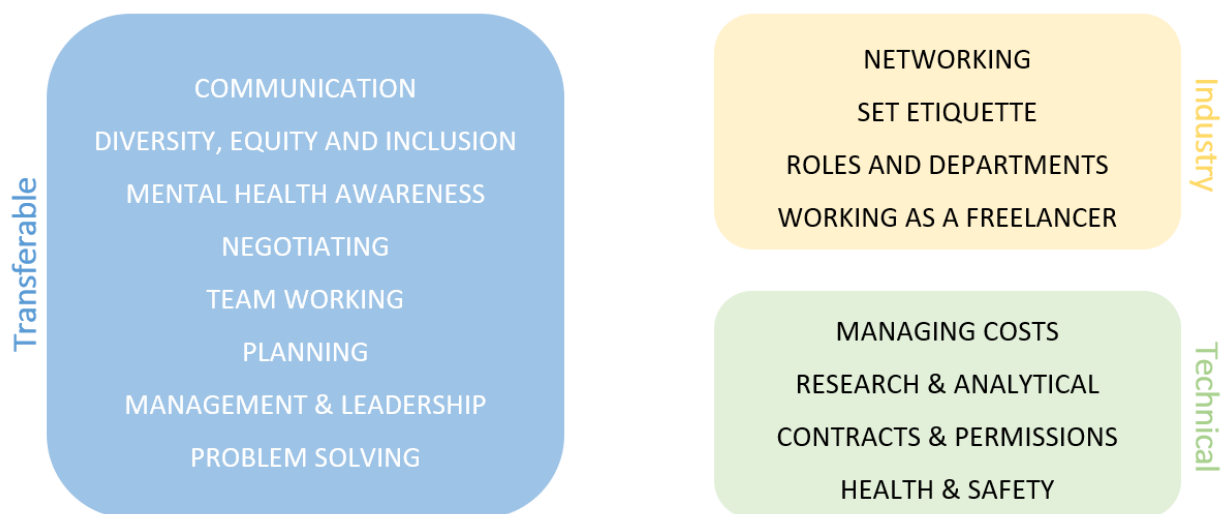 Transferable
COMMUNICATION
DIVERSITY, EQUITY AND INCLUSION
MENTAL HEALTH AWARENESS
NEGOTIATING
TEAM WORKING
PLANNING
MANAGEMENT & LEADERSHIP
PROBLEM SOLVING
Industry
NETWORKING
SET ETIQUETTE
ROLES AND DEPARTMENTS
WORKING AS A FREELANCER
Technical
MANAGING COSTS
RESEARCH & ANALYTICAL
CONTRACTS & PERMISSIONS
HEALTH & SAFETY